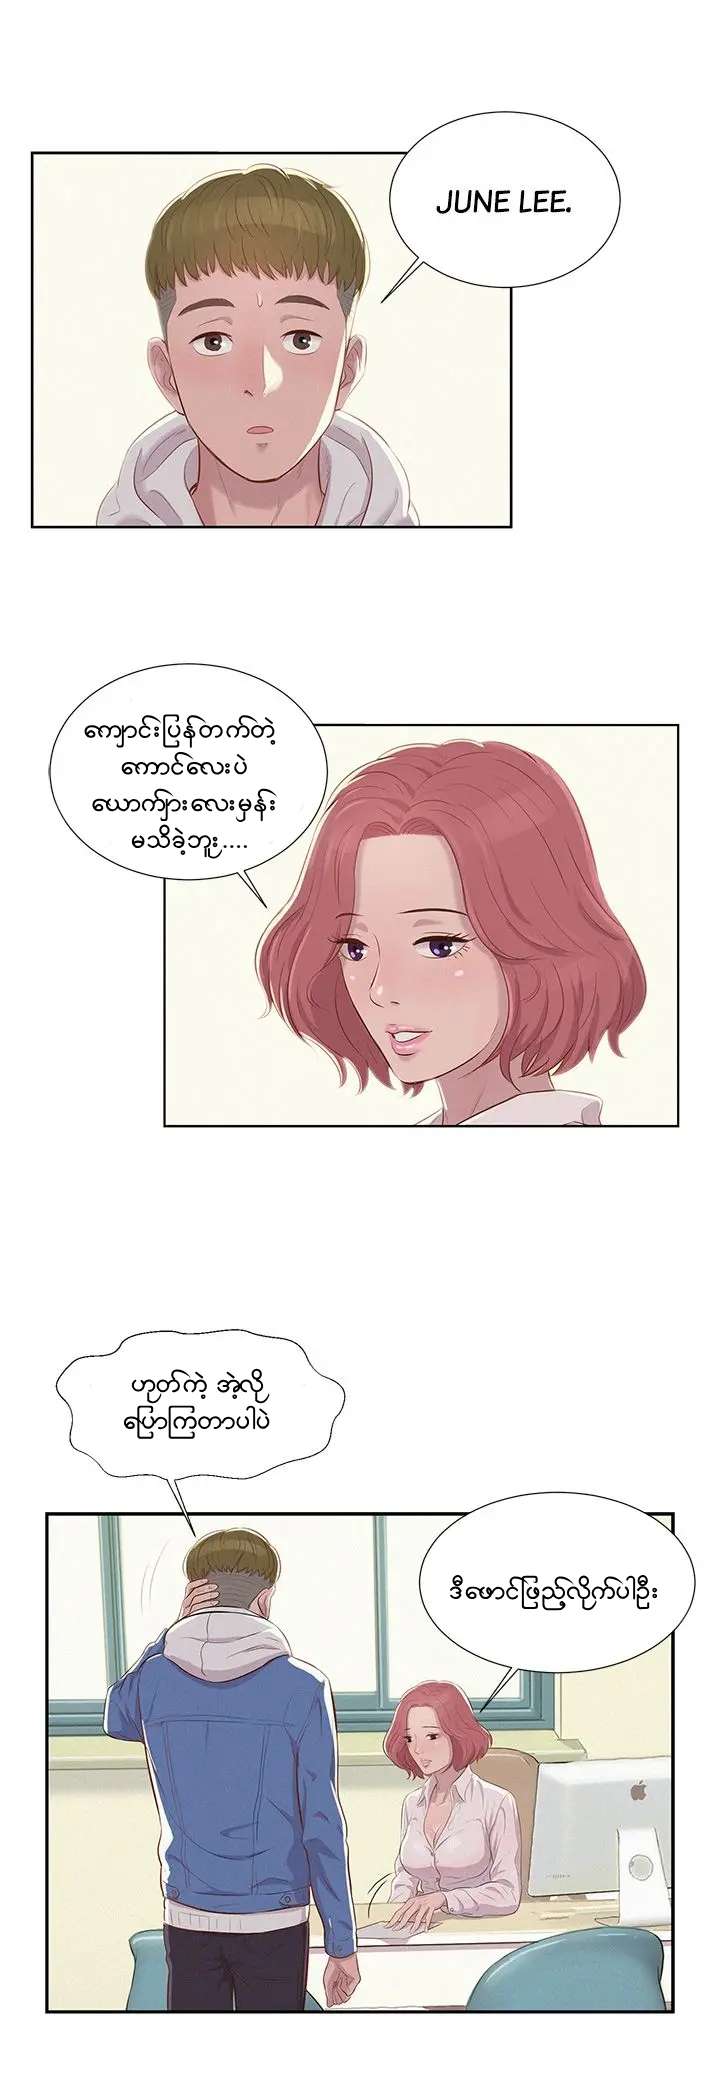 JUNE LEE.
ကျောင်းပြန်တက်တဲ့
ကောင်လေးပဲ
ယောက်ျားလေးမှန်း
မသိခဲ့ဘူး....
ဟုတ်ကဲ့ အဲ့လို
ပြောကြတာပါပဲ
ဒီဖောင်ဖြည့်လိုက်ပါဦး